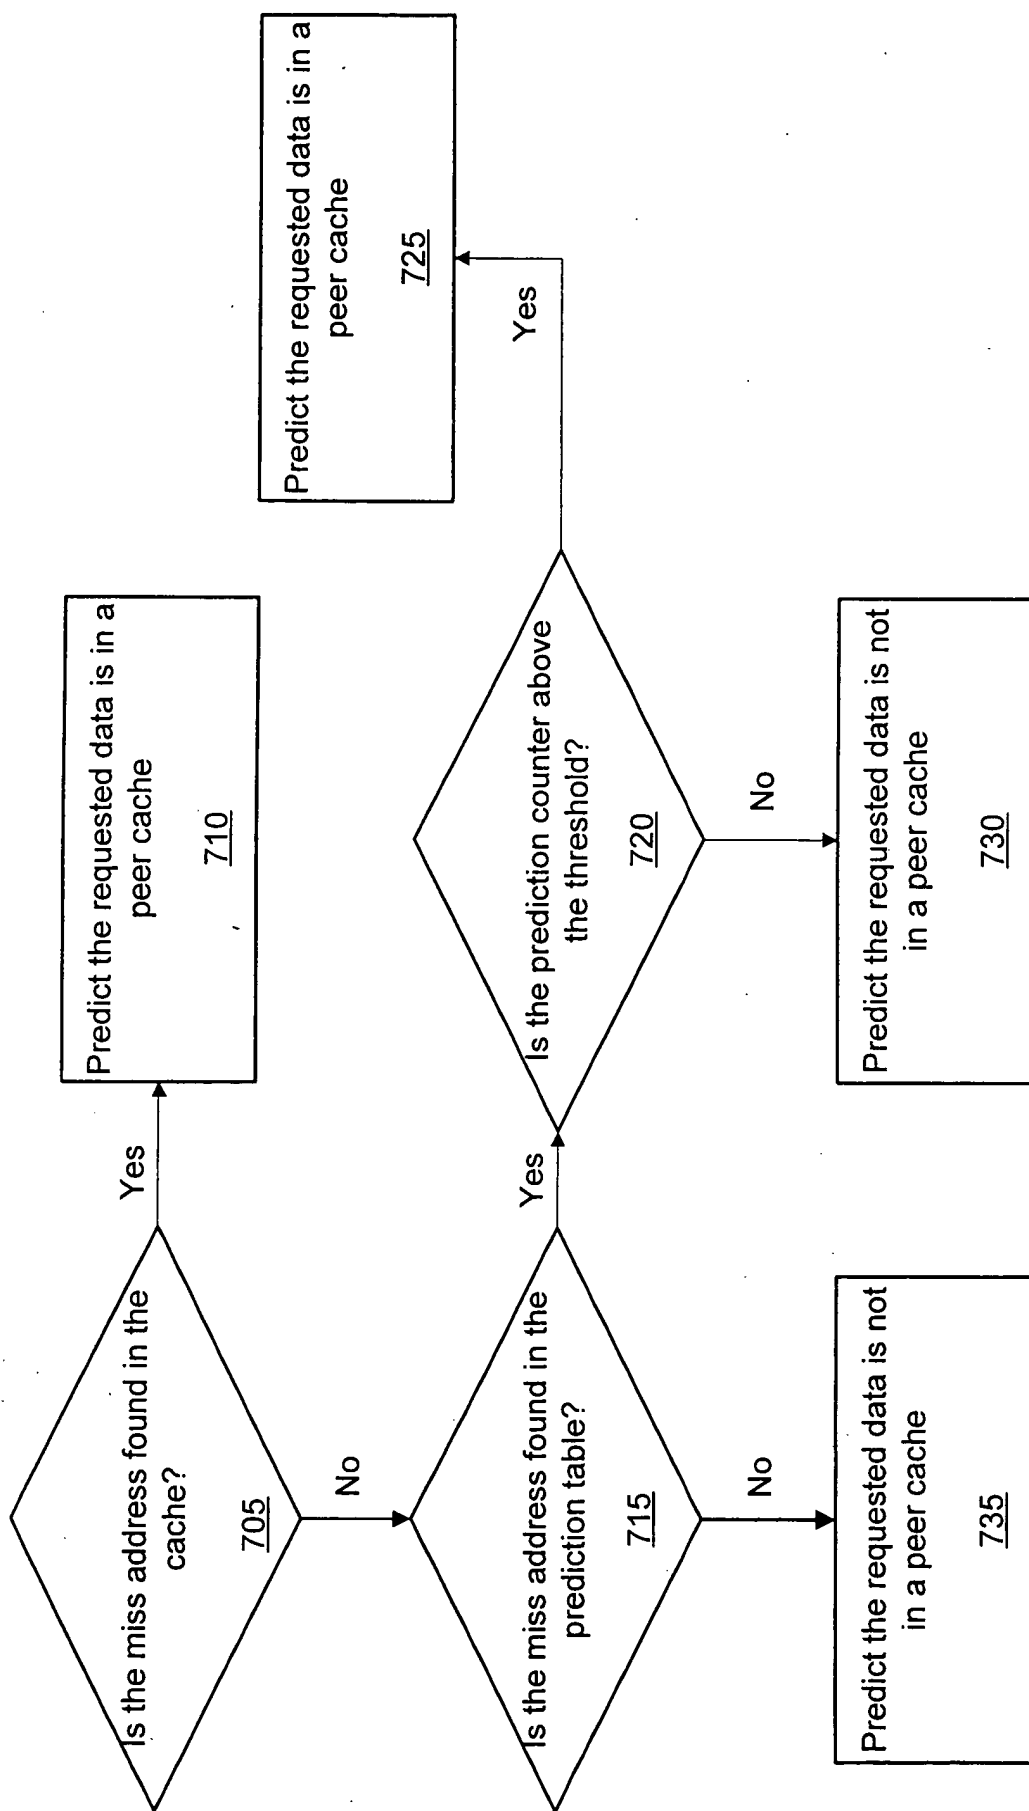 Is the miss address found in the
cache?
705
Yes
Predict the requested data is in a
peer cache
710
No
Is the miss address found in the
prediction table?
715
Yes
Is the prediction counter above
the threshold?
720
Yes
Predict the requested data is in a
peer cache
725
No
Predict the requested data is not
in a peer cache
730
No
Predict the requested data is not
in a peer cache
735